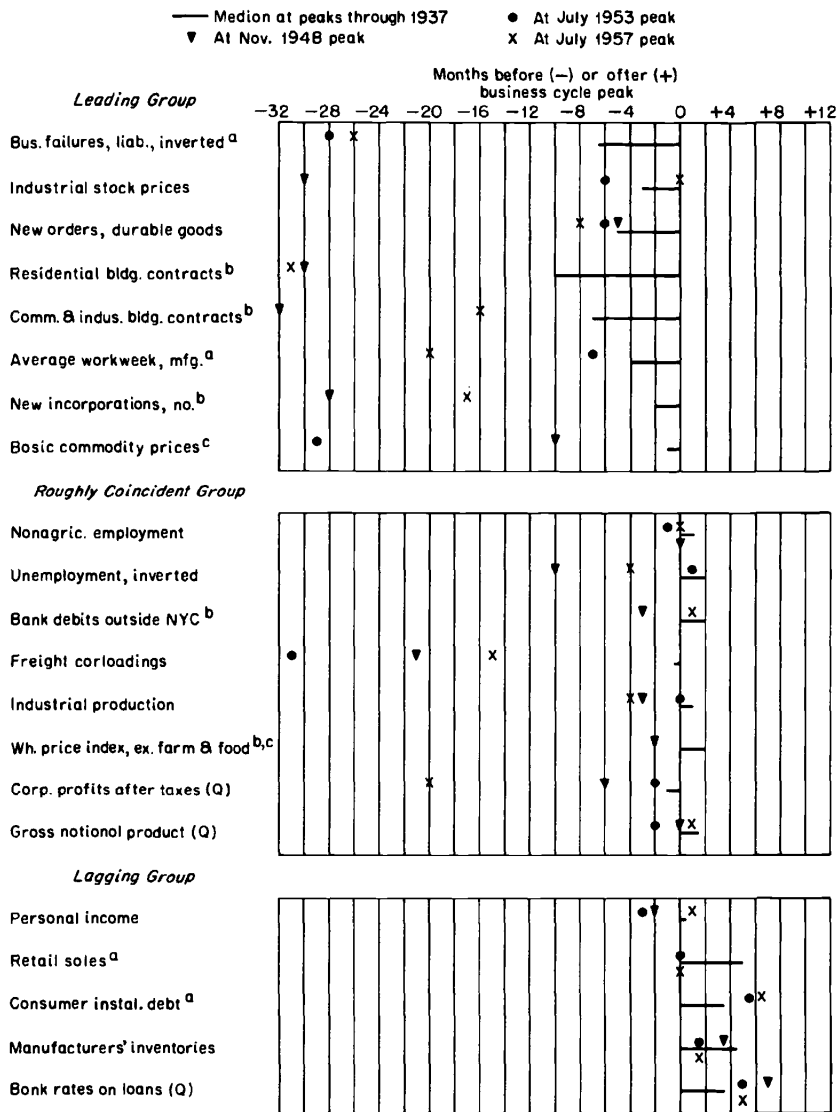 — Median at peaks through 1937
● At July 1953 peak
▼ At Nov. 1948 peak
x At July 1957 peak
Months before (−) or after (+)
business cycle peak
Leading Group
−32 −28 −24 −20 −16 −12 −8 −4 0 +4 +8 +12
Bus. failures, liab., inverted a
Industrial stock prices
New orders, durable goods
Residential bldg. contracts b
Comm. & indus. bldg. contracts b
Average workweek, mfg. a
New incorporations, no. b
Basic commodity prices c
Roughly Coincident Group
Nonagric. employment
Unemployment, inverted
Bank debits outside NYC b
Freight carloadings
Industrial production
Wh. price index, ex. farm & food b,c
Corp. profits after taxes (Q)
Gross national product (Q)
Lagging Group
Personal income
Retail sales a
Consumer instal. debt a
Manufacturers' inventories
Bank rates on loans (Q)